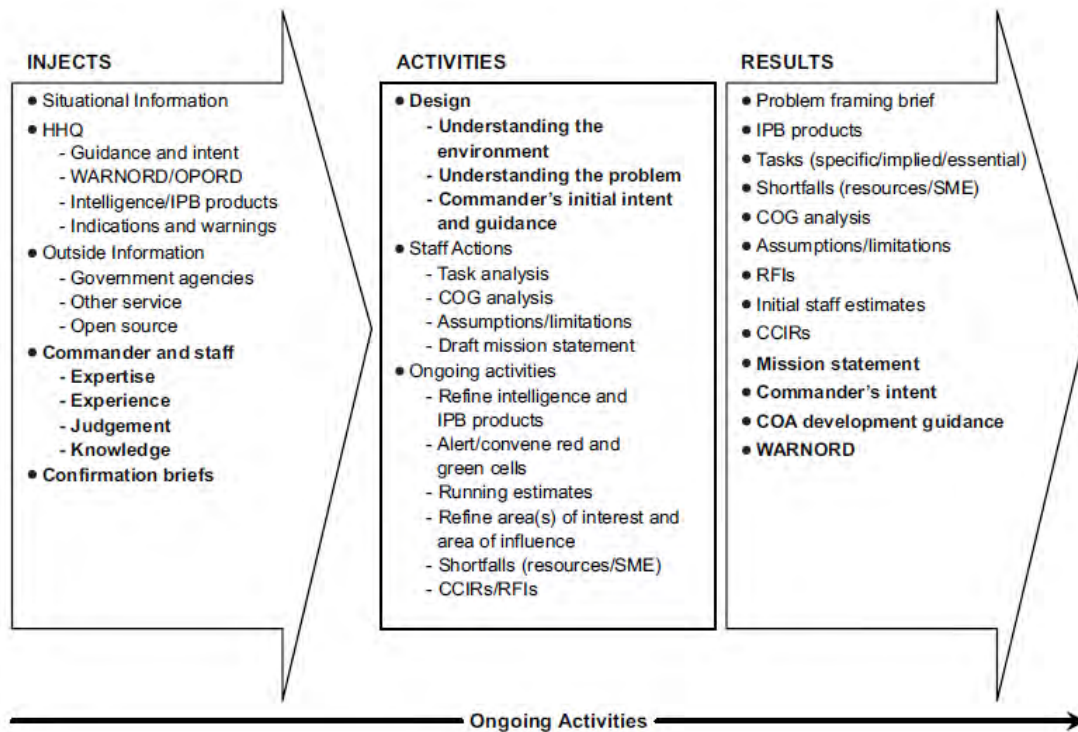 INJECTS
• Situational Information
• HHQ
- Guidance and intent
- WARNORD/OPORD
- Intelligence/IPB products
- Indications and warnings
• Outside Information
- Government agencies
- Other service
- Open source
• Commander and staff
- Expertise
- Experience
- Judgement
- Knowledge
• Confirmation briefs
ACTIVITIES
• Design
- Understanding the
environment
- Understanding the problem
- Commander's initial intent
and guidance
• Staff Actions
- Task analysis
- COG analysis
- Assumptions/limitations
- Draft mission statement
• Ongoing activities
- Refine intelligence and
IPB products
- Alert/convene red and
green cells
- Running estimates
- Refine area(s) of interest and
area of influence
- Shortfalls (resources/SME)
- CCIRs/RFIs
RESULTS
• Problem framing brief
• IPB products
• Tasks (specific/implied/essential)
• Shortfalls (resources/SME)
• COG analysis
• Assumptions/limitations
• RFIs
• Initial staff estimates
• CCIRs
• Mission statement
• Commander's intent
• COA development guidance
• WARNORD
Ongoing Activities